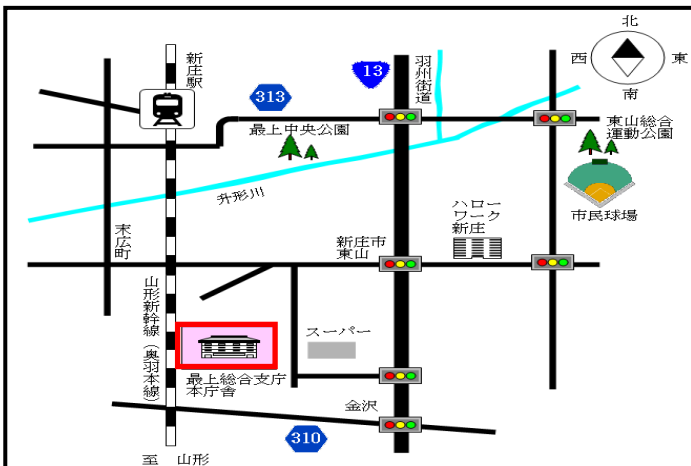 北
西
東
南
新庄駅
313
13
羽州街道
最上中央公園
東山総合
運動公園
升形川
市民球場
ハロー
ワーク
新庄
末広町
新庄市
東山
山形新幹線(奥羽本線)
スーパー
最上総合支庁
本庁舎
金沢
310
至 山形